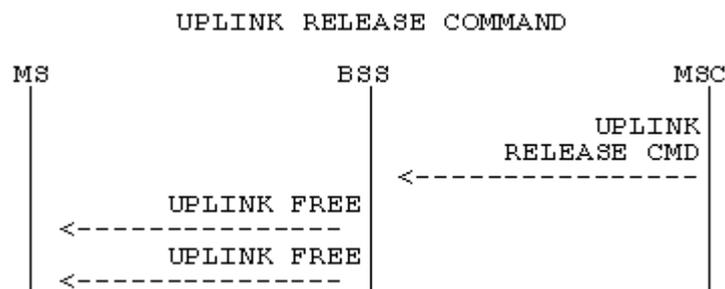 UPLINK RELEASE COMMAND
MS BSS MSC
UPLINK
RELEASE CMD
UPLINK FREE
UPLINK FREE